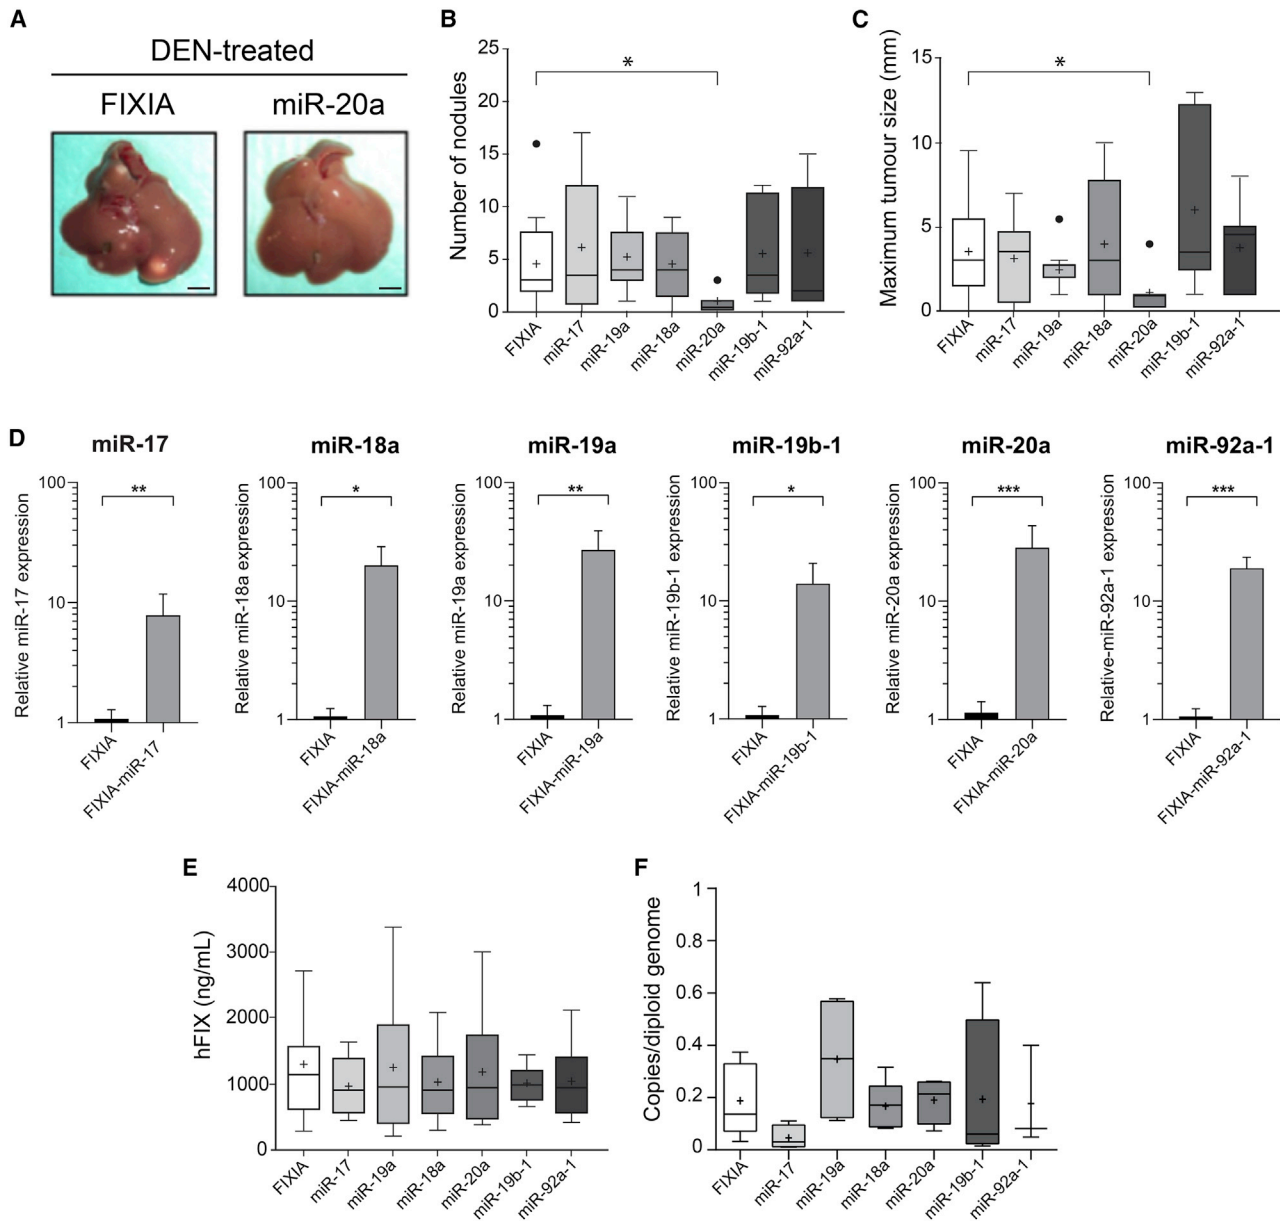 A
DEN-treated
FIXIA miR-20a
B
Number of nodules
25
20
15
10
5
0
*
FIXIA miR-17 miR-19a miR-18a miR-20a miR-19b-1 miR-92a-1
C
Maximum tumour size (mm)
15
10
5
0
*
FIXIA miR-17 miR-19a miR-18a miR-20a miR-19b-1 miR-92a-1
D
miR-17
Relative miR-17 expression
100
10
1
**
FIXIA FIXIA-miR-17
miR-18a
Relative miR-18a expression
100
10
1
*
FIXIA FIXIA-miR-18a
miR-19a
Relative miR-19a expression
100
10
1
**
FIXIA FIXIA-miR-19a
miR-19b-1
Relative miR-19b-1 expression
100
10
1
*
FIXIA FIXIA-miR-19b-1
miR-20a
Relative miR-20a expression
100
10
1
***
FIXIA FIXIA-miR-20a
miR-92a-1
Relative-miR-92a-1 expression
100
10
1
***
FIXIA FIXIA-miR-92a-1
E
hFIX (ng/mL)
4000
3000
2000
1000
0
FIXIA miR-17 miR-19a miR-18a miR-20a miR-19b-1 miR-92a-1
F
Copies/diploid genome
1
0.8
0.6
0.4
0.2
0
FIXIA miR-17 miR-19a miR-18a miR-20a miR-19b-1 miR-92a-1